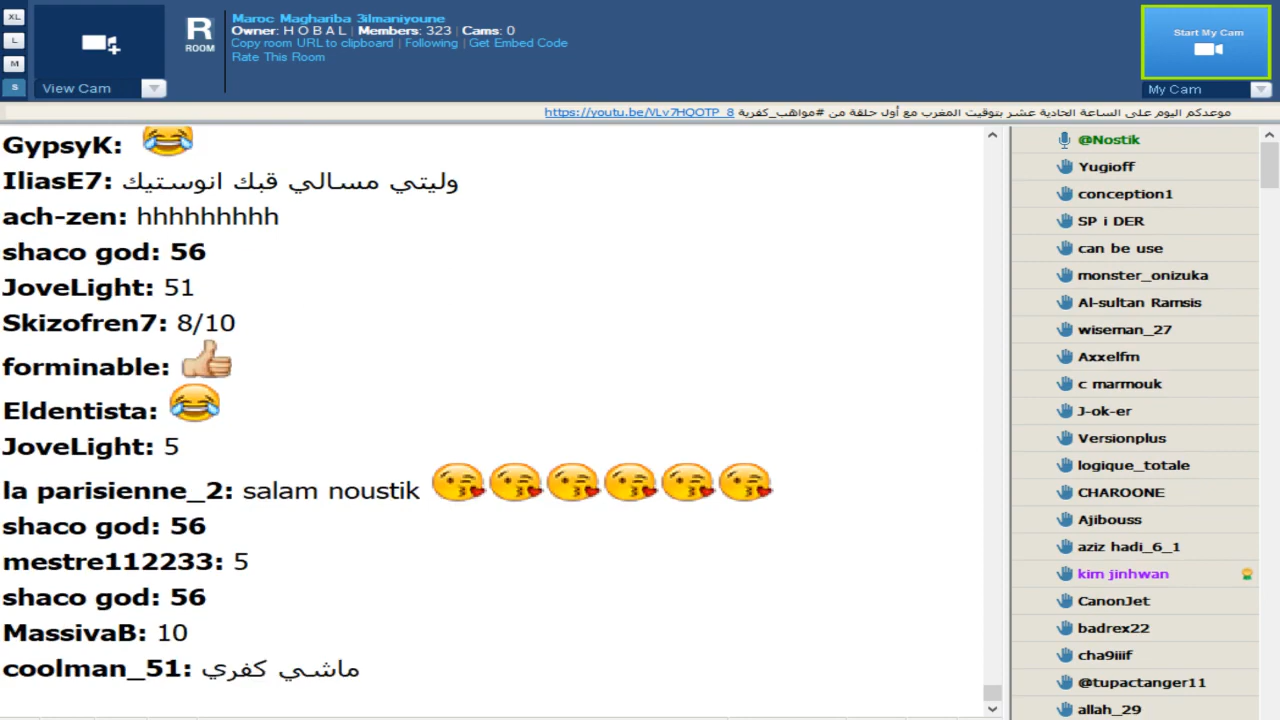 XL
L
M
S
View Cam
R
ROOM
Maroc Maghariba 3ilmaniyoune
Owner: H O B A L | Members: 323 | Cams: 0
Copy room URL to clipboard | Following | Get Embed Code
Rate This Room
Start My Cam
My Cam
موعدكم اليوم على الساعة الحادية عشر بتوقيت المغرب مع أول حلقة من #مواهب_كفرية https://youtu.be/VLv7HQOTP_8
GypsyK:
IliasE7: وليتي مسالي قبك انوستيك
ach-zen: hhhhhhhhh
shaco god: 56
JoveLight: 51
Skizofren7: 8/10
forminable:
Eldentista:
JoveLight: 5
la parisienne_2: salam noustik
shaco god: 56
mestre112233: 5
shaco god: 56
MassivaB: 10
coolman_51: ماشي كفري
@Nostik
Yugioff
conception1
SP i DER
can be use
monster_onizuka
Al-sultan Ramsis
wiseman_27
Axxelfm
c marmouk
J-ok-er
Versionplus
logique_totale
CHAROONE
Ajibouss
aziz hadi_6_1
kim jinhwan
CanonJet
badrex22
cha9iiif
@tupactanger11
allah_29